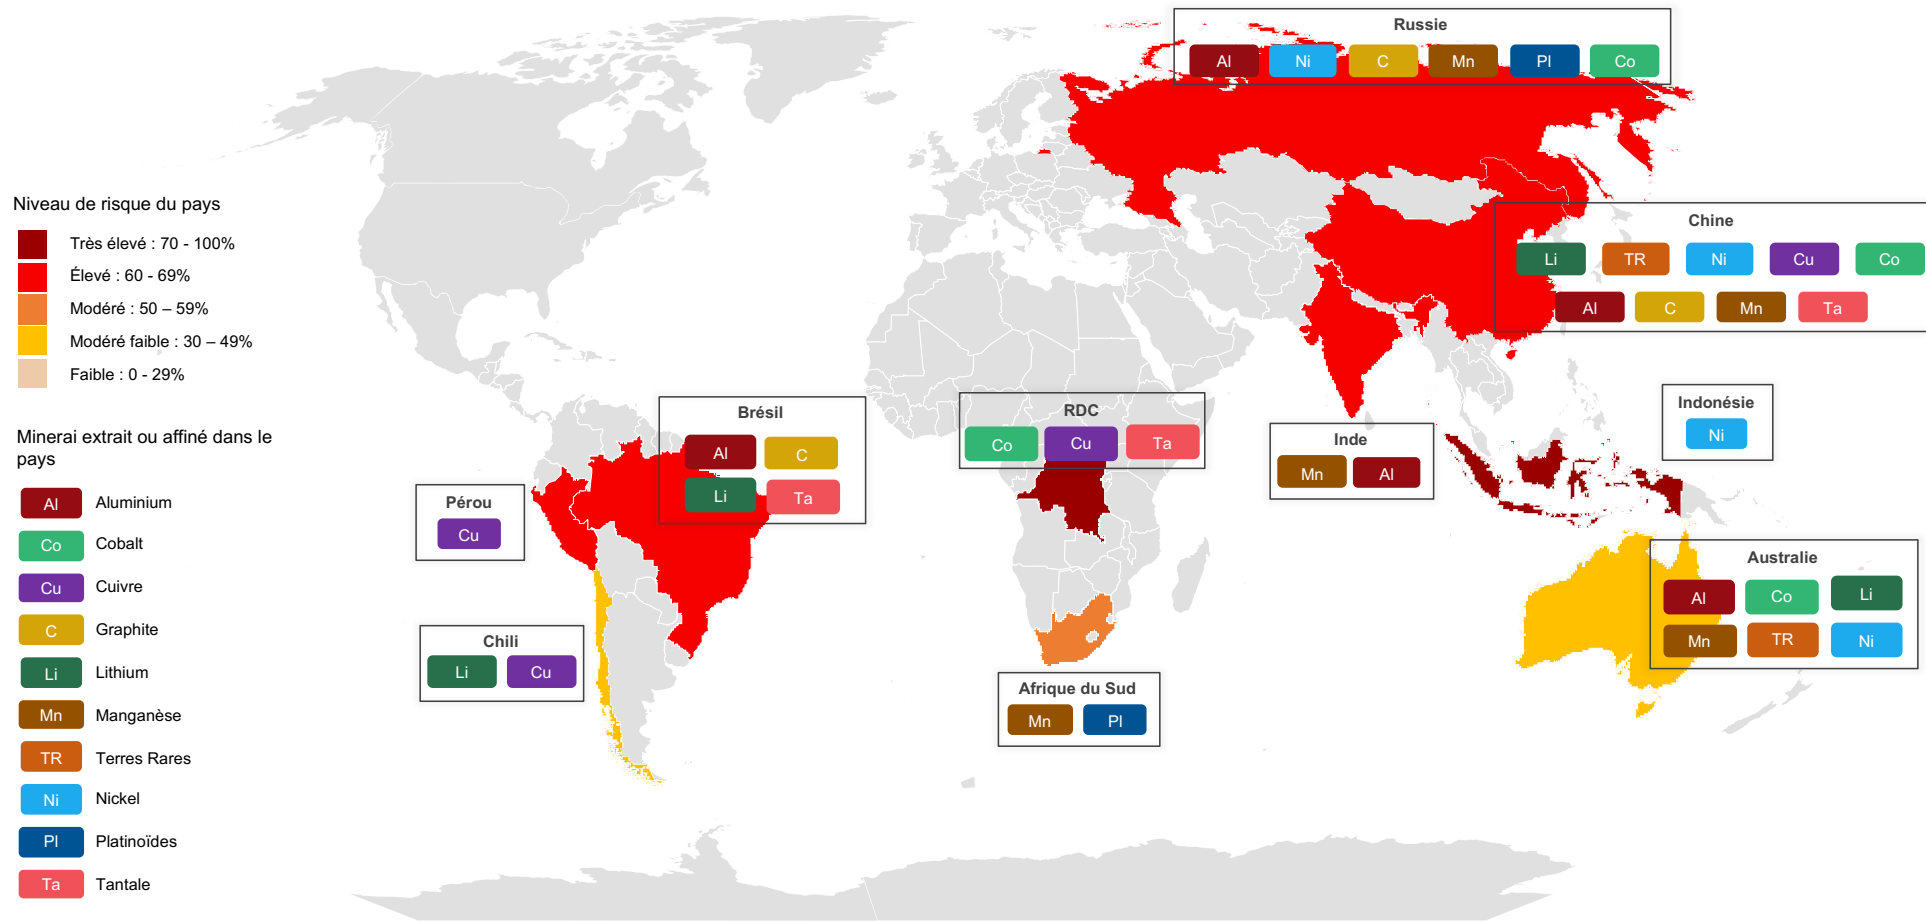 Russie
Al Ni C Mn Pl Co
Niveau de risque du pays
Très élevé : 70 - 100%
Élevé : 60 - 69%
Modéré : 50 – 59%
Modéré faible : 30 – 49%
Faible : 0 - 29%
Chine
Li TR Ni Cu Co
Al C Mn Ta
Brésil
Al C
Li Ta
RDC
Co Cu Ta
Inde
Mn Al
Indonésie
Ni
Pérou
Cu
Chili
Li Cu
Afrique du Sud
Mn Pl
Australie
Al Co Li
Mn TR Ni
Minerai extrait ou affiné dans le
pays
Al Aluminium
Co Cobalt
Cu Cuivre
C Graphite
Li Lithium
Mn Manganèse
TR Terres Rares
Ni Nickel
Pl Platinoïdes
Ta Tantale